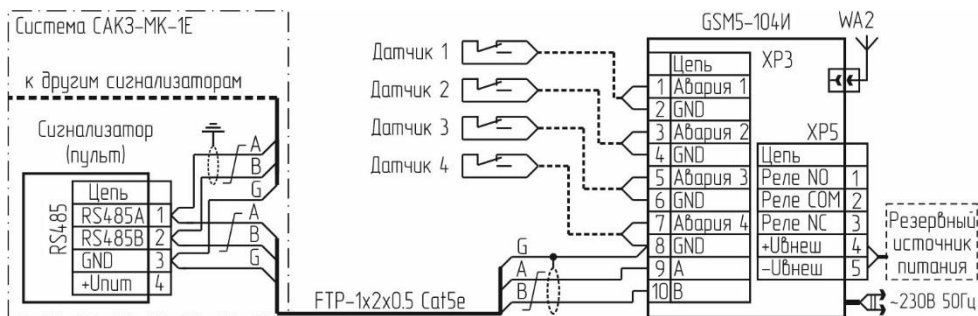 Система САКЗ-МК-1Е
к другим сигнализаторам
Сигнализатор
(пульт)
RS485
Цепь
RS485A 1
RS485B 2
GND 3
+Uпит 4
A
B
G
A
B
G
FTP-1x2x0.5 Cat5e
Датчик 1
Датчик 2
Датчик 3
Датчик 4
G
A
B
GSM5-104И
WA2
XP3
Цепь
1 Авария 1
2 GND
3 Авария 2
4 GND
5 Авария 3
6 GND
7 Авария 4
8 GND
9 A
10 B
XP5
Цепь
Реле NO 1
Реле COM 2
Реле NC 3
+Uвнеш 4
−Uвнеш 5
Резервный
источник
питания
~230В 50Гц